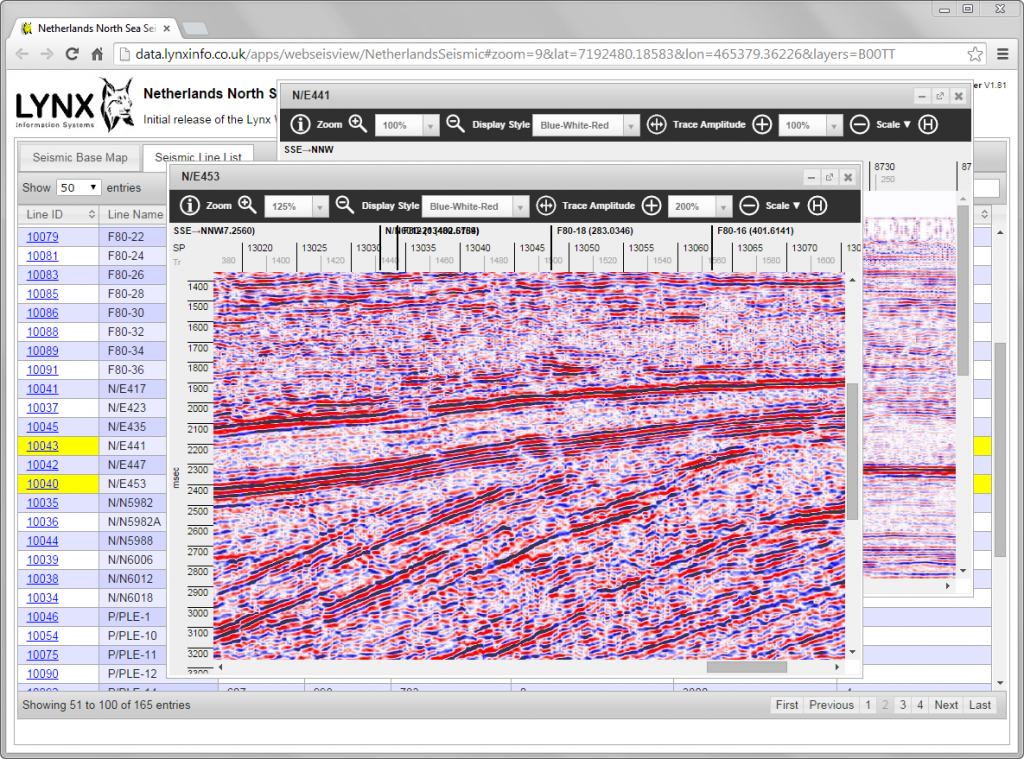 Netherlands North Sea Sei
data.lynxinfo.co.uk/apps/webseisview/NetherlandsSeismic#zoom=9&lat=7192480.18583&lon=465379.36226&layers=B00TT
LYNX
Information Systems
Netherlands North S
er V1.81
Initial release of the Lynx
N/E441
Zoom 100% Display Style Blue-White-Red Trace Amplitude 100% Scale ▼ H
SSE→NNW
8730 87
250
Seismic Base Map Seismic Line List
Show 50 entries
Line ID Line Name
10079 F80-22
10081 F80-24
10083 F80-26
10085 F80-28
10086 F80-30
10088 F80-32
10089 F80-34
10091 F80-36
10041 N/E417
10037 N/E423
10045 N/E435
10043 N/E441
10042 N/E447
10040 N/E453
10035 N/N5982
10036 N/N5982A
10044 N/N5988
10039 N/N6006
10038 N/N6012
10034 N/N6018
10046 P/PLE-1
10054 P/PLE-10
10075 P/PLE-11
10090 P/PLE-12
N/E453
Zoom 125% Display Style Blue-White-Red Trace Amplitude 200% Scale ▼ H
SSE→NNW7.2560) F80-18 (283.0346) F80-16 (401.6141)
SP 13020 13025 13030 13035 13040 13045 13050 13055 13060 13065 13070 130
Tr 380 1400 1420 1440 1460 1480 1500 1520 1540 1560 1580 1600
1400
1500
1600
1700
1800
1900
2000
2100
2200
2300
2400
2500
2600
2700
2800
2900
3000
3100
3200
3300
msec
Showing 51 to 100 of 165 entries
First Previous 1 2 3 4 Next Last